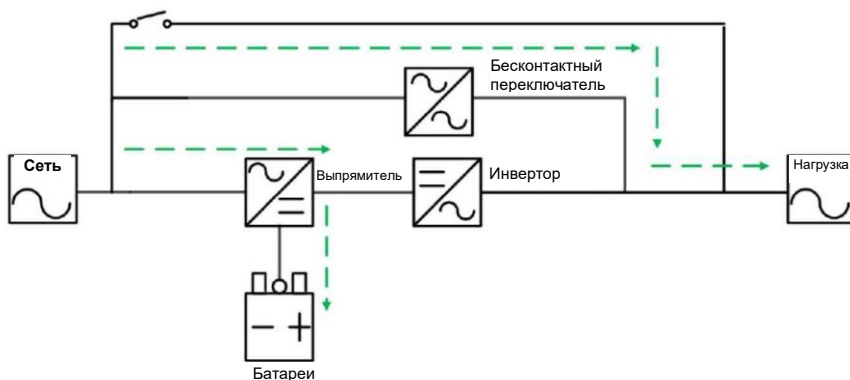 Бесконтактный
переключатель
Сеть
Выпрямитель
Инвертор
Нагрузка
Батареи